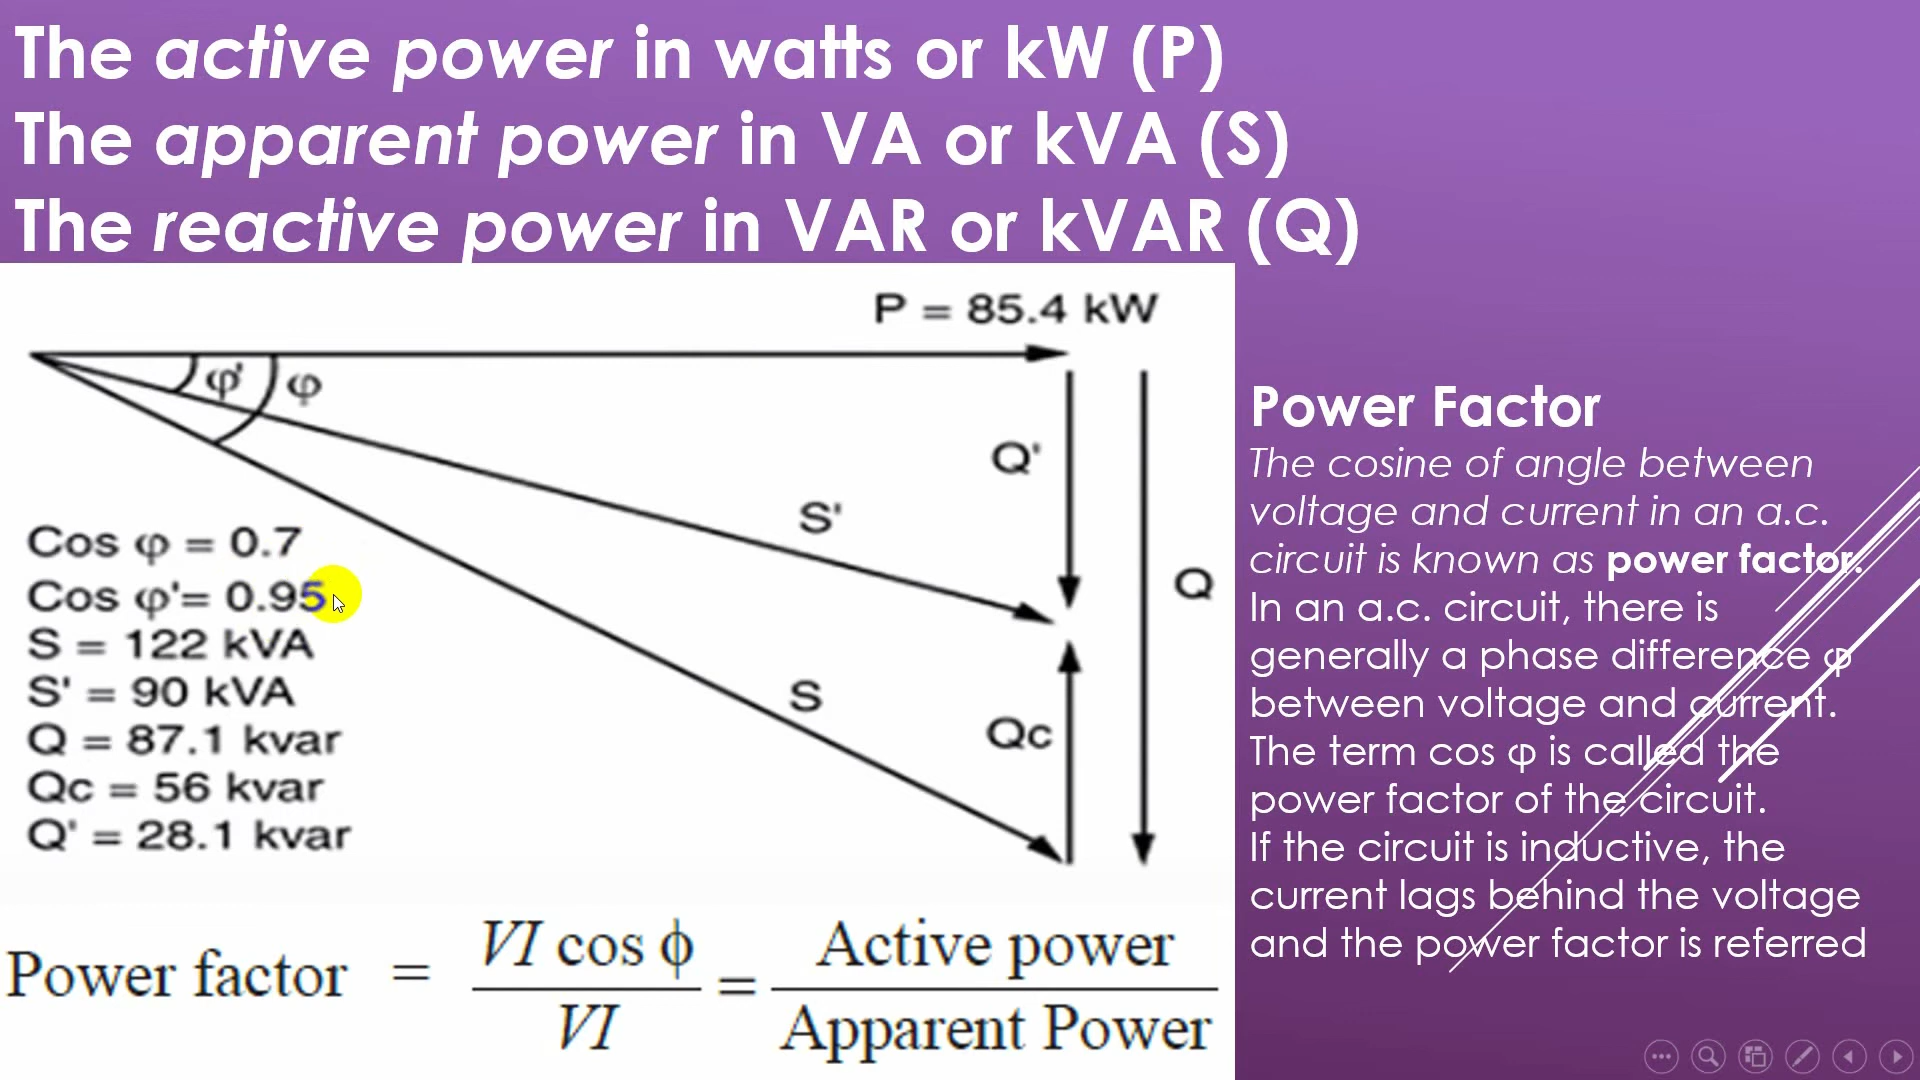 The active power in watts or kW (P)
The apparent power in VA or kVA (S)
The reactive power in VAR or kVAR (Q)
P = 85.4 kW
φ'
φ
Q'
S'
Q
S
Qc
Cos φ = 0.7
Cos φ'= 0.95
S = 122 kVA
S' = 90 kVA
Q = 87.1 kvar
Qc = 56 kvar
Q' = 28.1 kvar
Power factor = VI cos ϕ / VI = Active power / Apparent Power
Power Factor
The cosine of angle between
voltage and current in an a.c.
circuit is known as power factor.
In an a.c. circuit, there is
generally a phase difference φ
between voltage and current.
The term cos φ is called the
power factor of the circuit.
If the circuit is inductive, the
current lags behind the voltage
and the power factor is referred